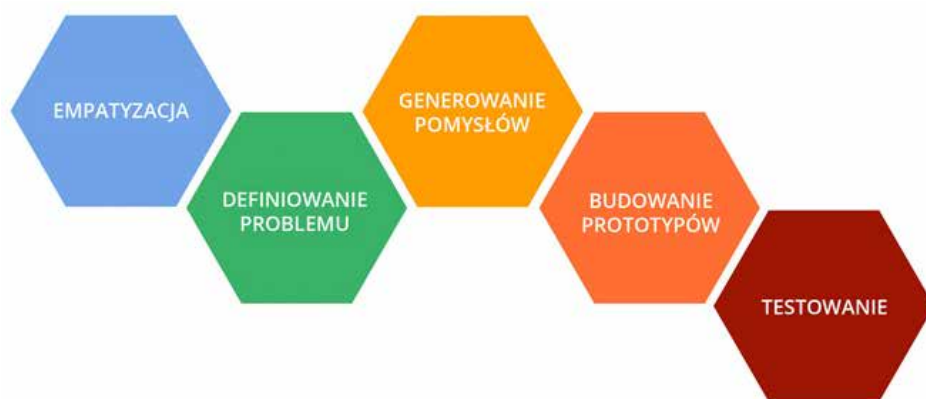 EMPATYZACJA
DEFINIOWANIE
PROBLEMU
GENEROWANIE
POMYSŁÓW
BUDOWANIE
PROTOTYPÓW
TESTOWANIE